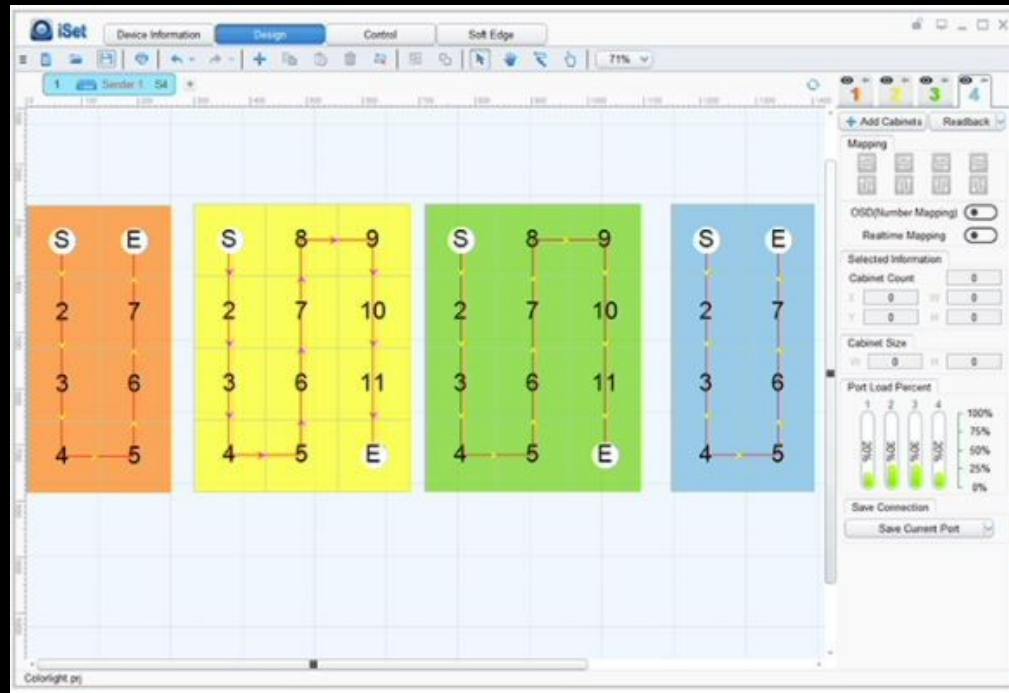 iSet Device Information Design Control Soft Edge
71%
1 Sender 1 S4 +
1 2 3 4
+ Add Cabinets Readback
Mapping
OSD(Number Mapping)
Realtime Mapping
Selected Information
Cabinet Count 0
X 0 W 0
Y 0 H 0
Cabinet Size
W 0 H 0
Port Load Percent
1 2 3 4
100%
75%
50%
25%
0%
20% 30% 30% 20%
Save Connection
Save Current Port
S E S 8 9 S 8 9 S E
2 7 2 7 10 2 7 10 2 7
3 6 3 6 11 3 6 11 3 6
4 5 4 5 E 4 5 E 4 5
Colorlight.prj